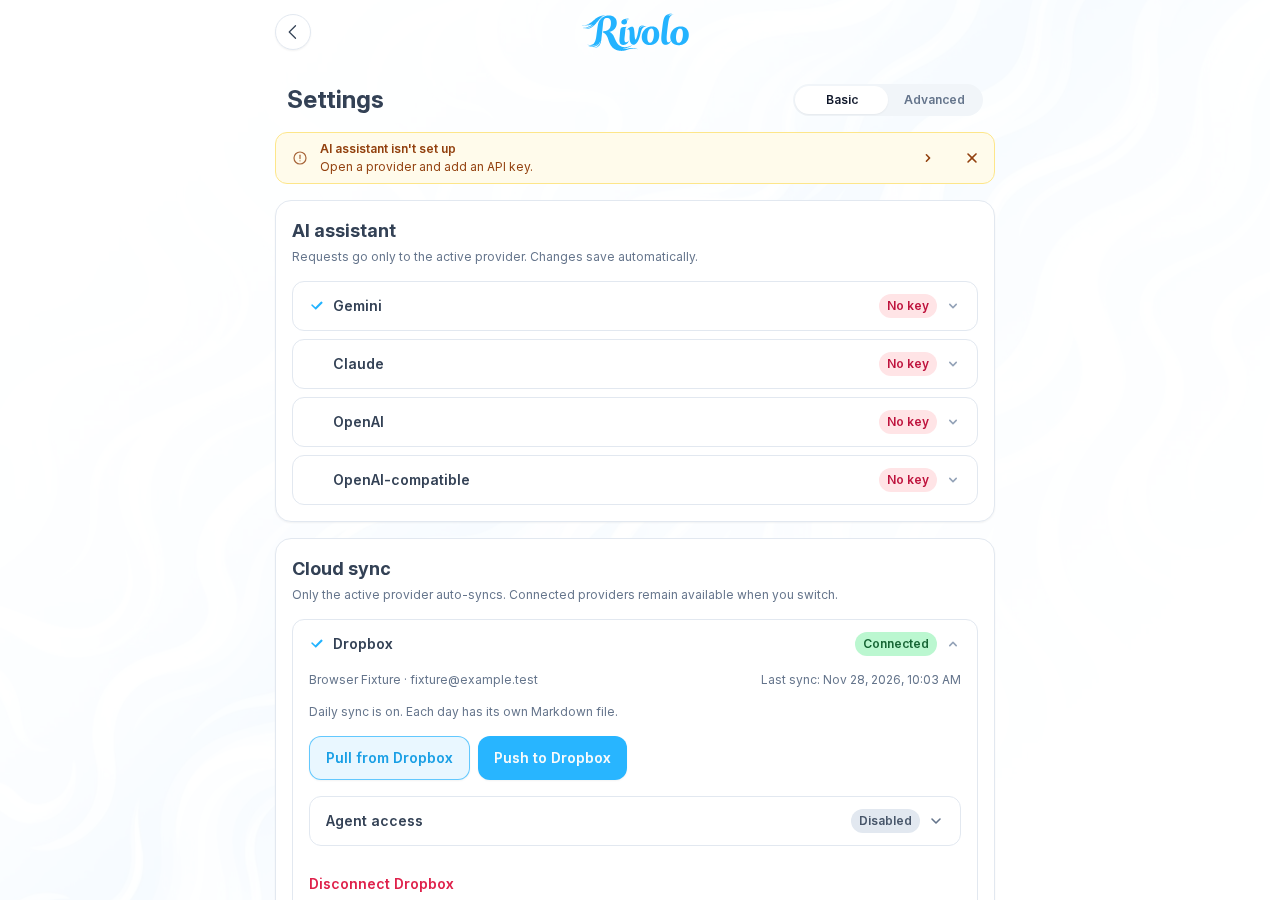 Rivolo
Settings
Basic
Advanced
AI assistant isn't set up
Open a provider and add an API key.
AI assistant
Requests go only to the active provider. Changes save automatically.
Gemini
No key
Claude
No key
OpenAI
No key
OpenAI-compatible
No key
Cloud sync
Only the active provider auto-syncs. Connected providers remain available when you switch.
Dropbox
Connected
Browser Fixture · fixture@example.test
Last sync: Nov 28, 2026, 10:03 AM
Daily sync is on. Each day has its own Markdown file.
Pull from Dropbox
Push to Dropbox
Agent access
Disabled
Disconnect Dropbox